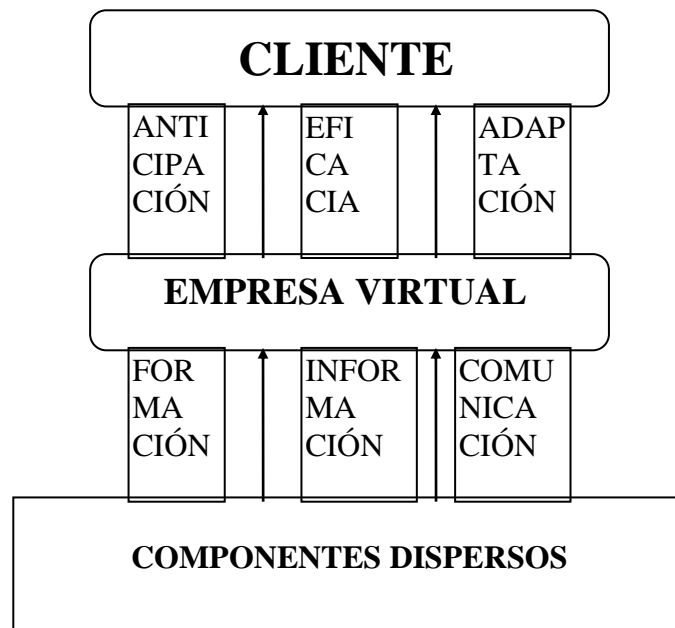 CLIENTE
ANTI
CIPA
CIÓN
EFI
CA
CIA
ADAP
TA
CIÓN
EMPRESA VIRTUAL
FOR
MA
CIÓN
INFOR
MA
CIÓN
COMU
NICA
CIÓN
COMPONENTES DISPERSOS